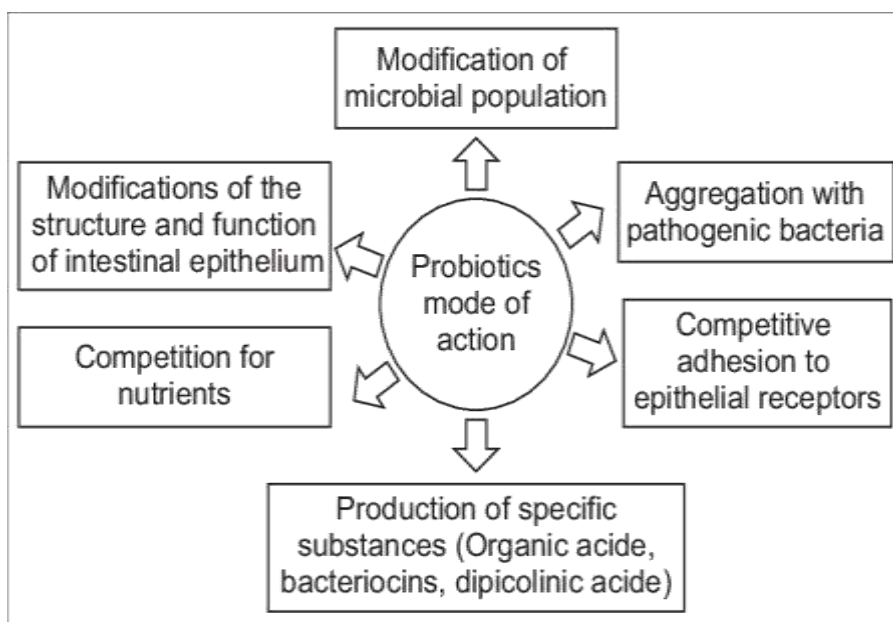 Modification of
microbial population
Modifications of the
structure and function
of intestinal epithelium
Aggregation with
pathogenic bacteria
Probiotics
mode of
action
Competition for
nutrients
Competitive
adhesion to
epithelial receptors
Production of specific
substances (Organic acide,
bacteriocins, dipicolinic acide)